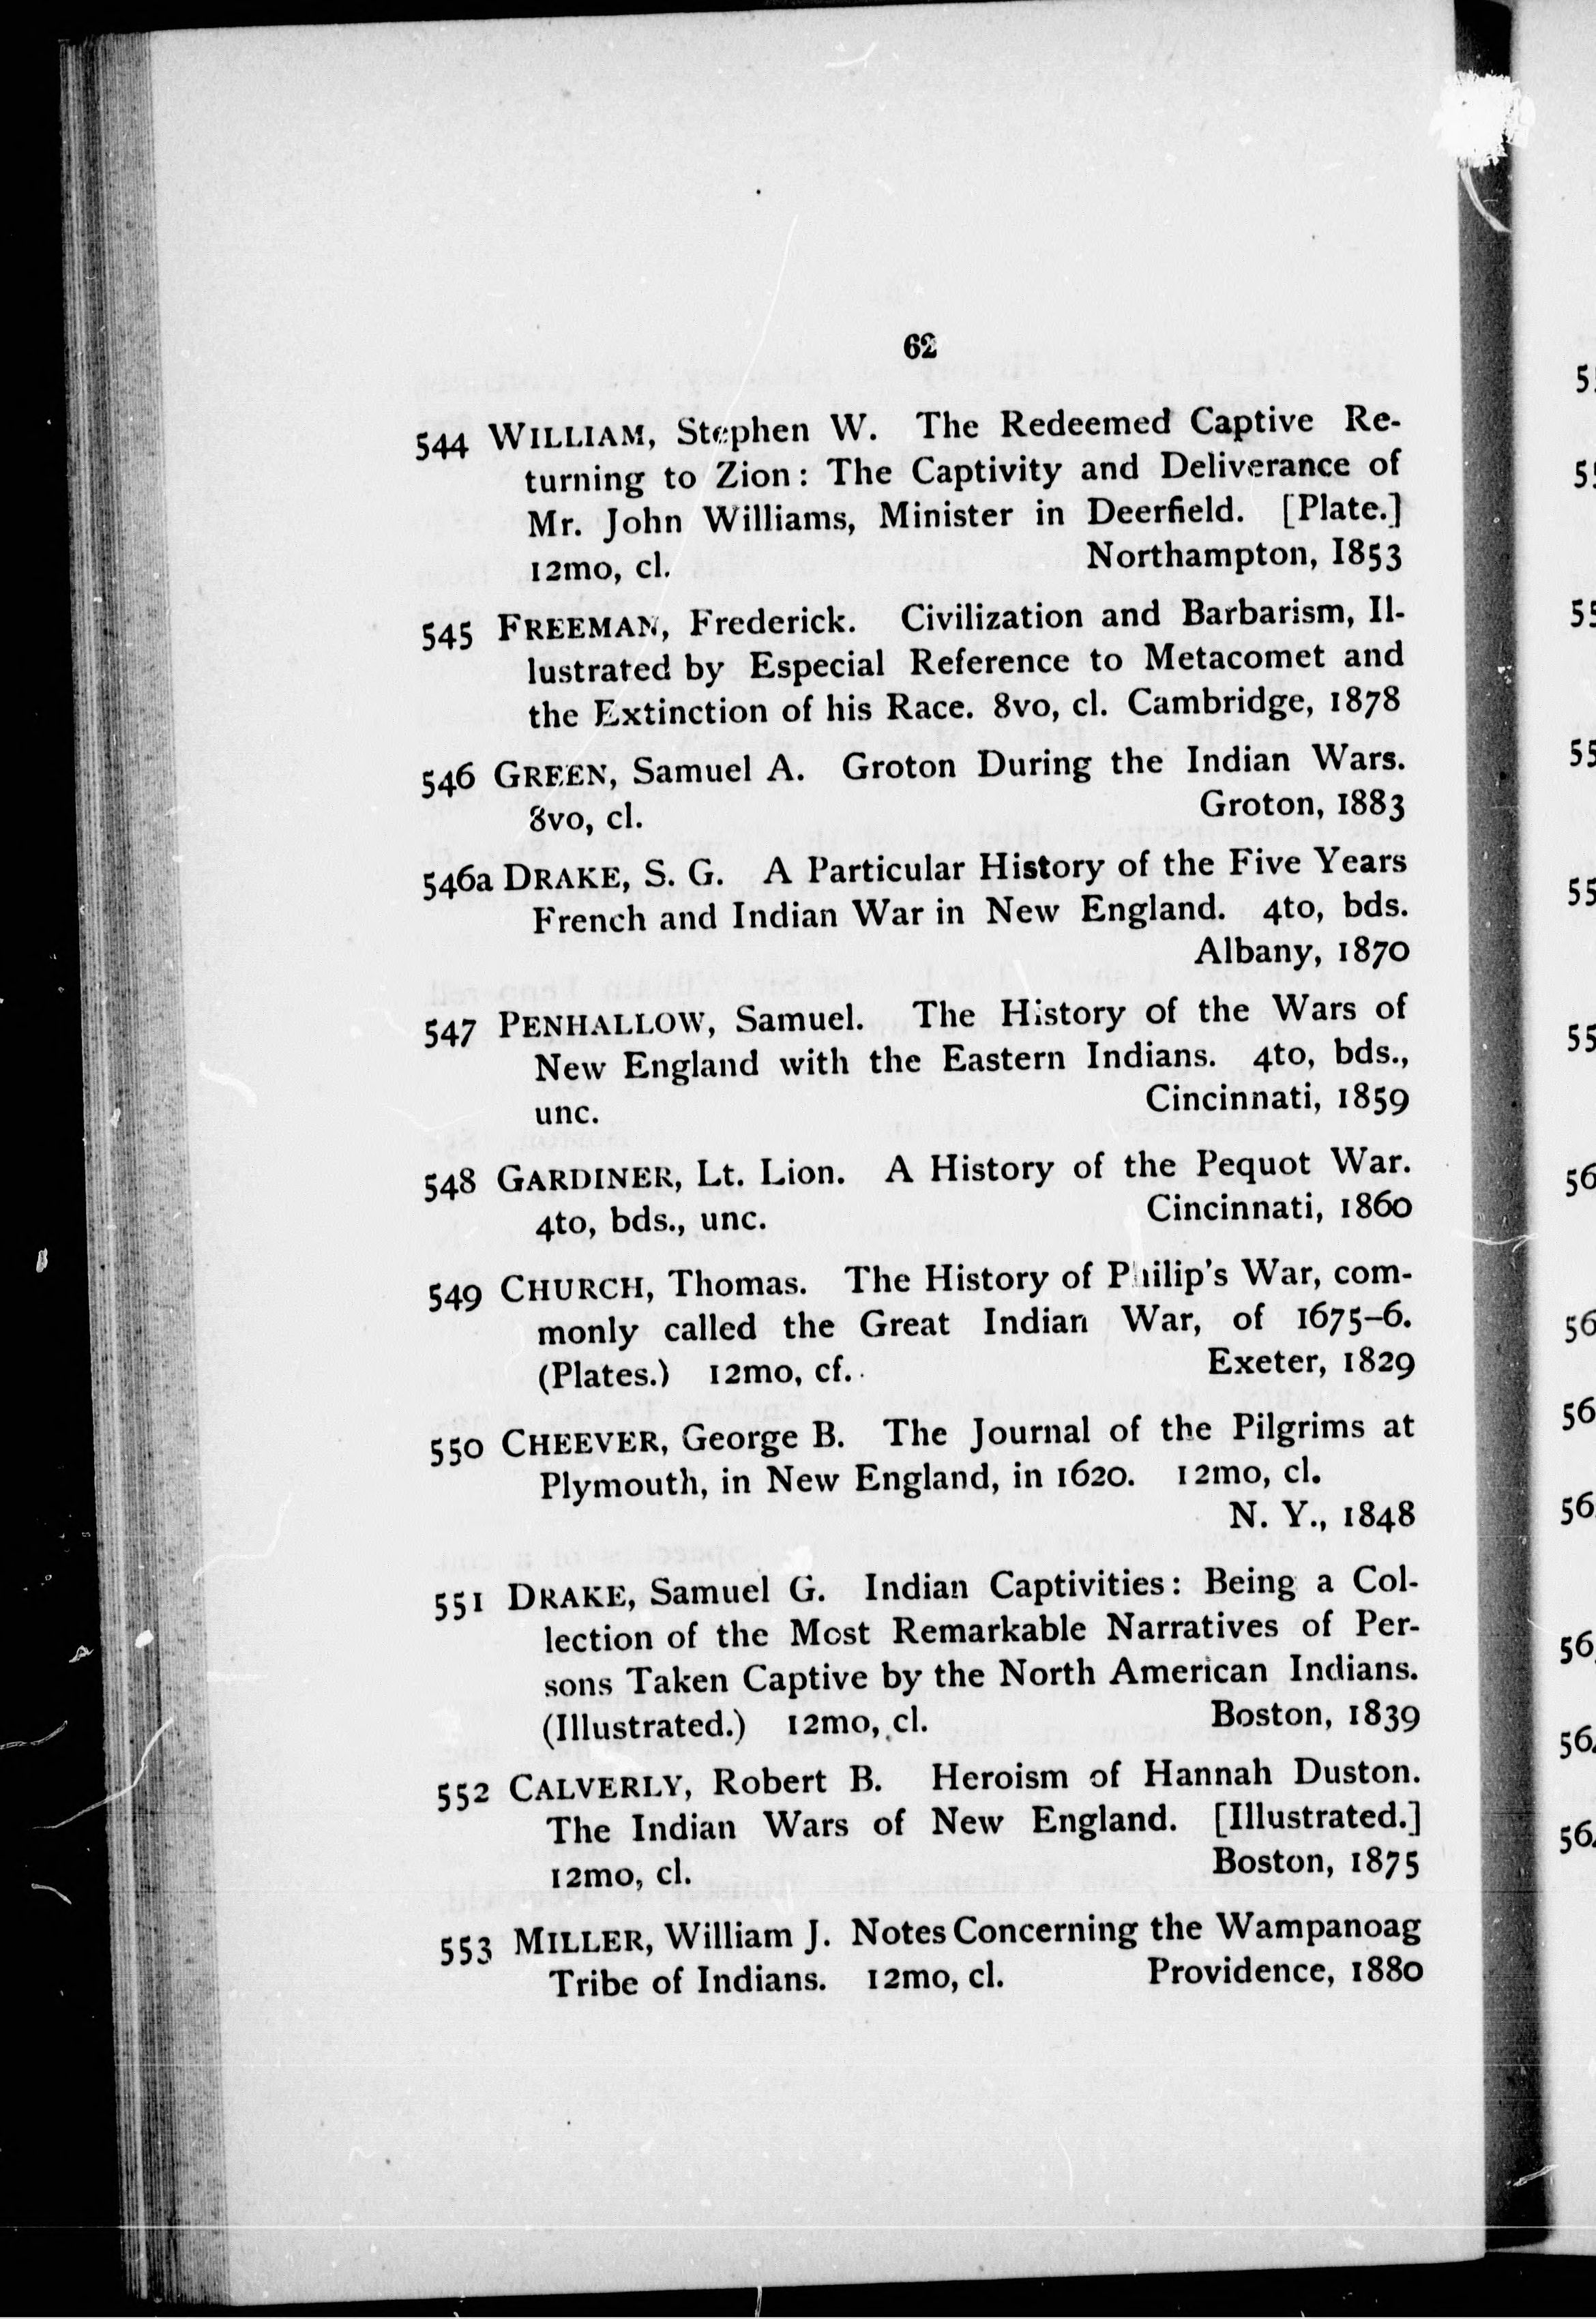 62
544 WILLIAM, Stephen W. The Redeemed Captive Re-
turning to Zion: The Captivity and Deliverance of
Mr. John Williams, Minister in Deerfield. [Plate.]
12mo, cl. Northampton, 1853
545 FREEMAN, Frederick. Civilization and Barbarism, Il-
lustrated by Especial Reference to Metacomet and
the Extinction of his Race. 8vo, cl. Cambridge, 1878
546 GREEN, Samuel A. Groton During the Indian Wars.
8vo, cl. Groton, 1883
546a DRAKE, S. G. A Particular History of the Five Years
French and Indian War in New England. 4to, bds.
Albany, 1870
547 PENHALLOW, Samuel. The History of the Wars of
New England with the Eastern Indians. 4to, bds.,
unc. Cincinnati, 1859
548 GARDINER, Lt. Lion. A History of the Pequot War.
4to, bds., unc. Cincinnati, 1860
549 CHURCH, Thomas. The History of Philip's War, com-
monly called the Great Indian War, of 1675–6.
(Plates.) 12mo, cf. Exeter, 1829
550 CHEEVER, George B. The Journal of the Pilgrims at
Plymouth, in New England, in 1620. 12mo, cl.
N. Y., 1848
551 DRAKE, Samuel G. Indian Captivities: Being a Col-
lection of the Most Remarkable Narratives of Per-
sons Taken Captive by the North American Indians.
(Illustrated.) 12mo, cl. Boston, 1839
552 CALVERLY, Robert B. Heroism of Hannah Duston.
The Indian Wars of New England. [Illustrated.]
12mo, cl. Boston, 1875
553 MILLER, William J. Notes Concerning the Wampanoag
Tribe of Indians. 12mo, cl. Providence, 1880